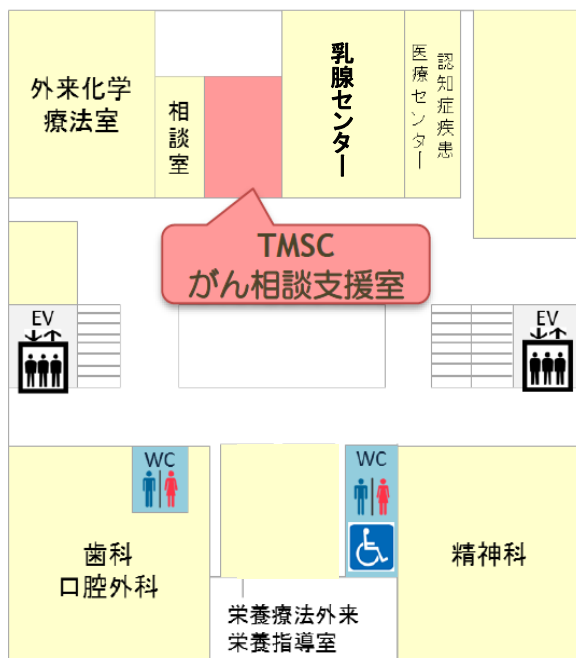 外来化学
療法室
相談室
乳腺センター
認知症疾患
医療センター
TMSC
がん相談支援室
EV
EV
WC
WC
歯科
口腔外科
精神科
栄養療法外来
栄養指導室